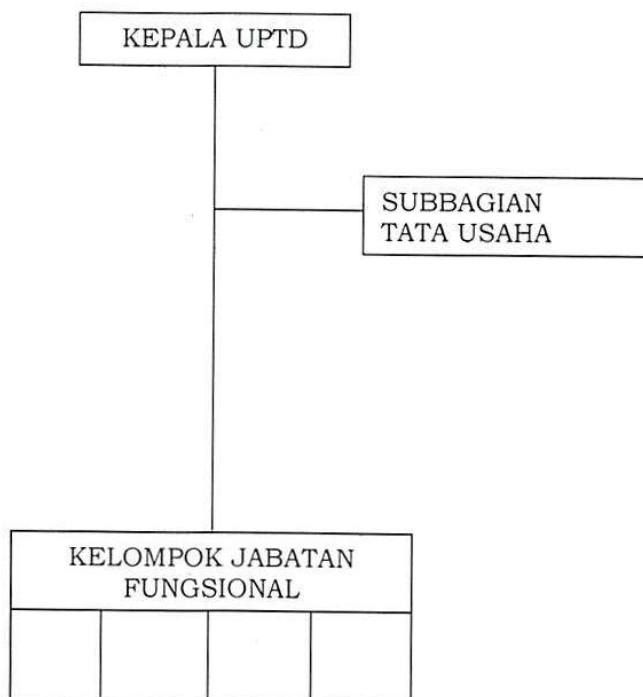 KEPALA UPTD
SUBBAGIAN
TATA USAHA
KELOMPOK JABATAN
FUNGSIONAL